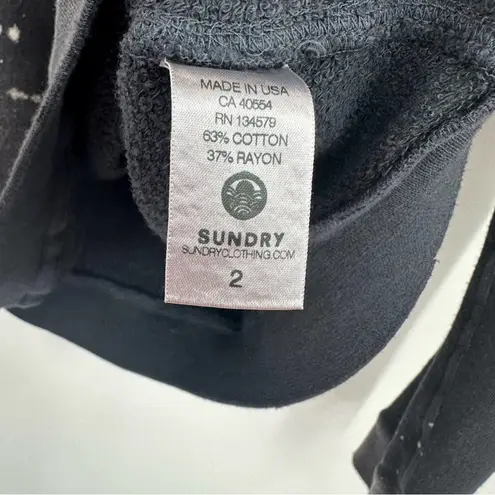 MADE IN USA
CA 40554
RN 134579
63% COTTON
37% RAYON
SUNDRY
SUNDRYCLOTHING.COM
2